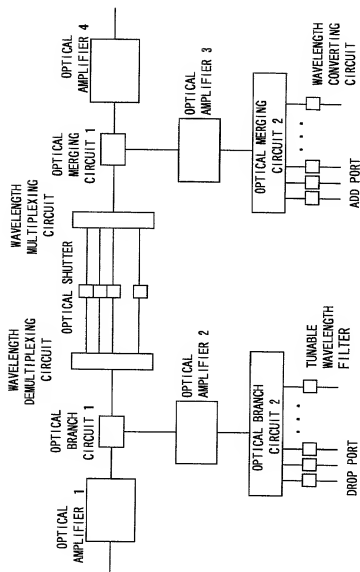 OPTICAL
AMPLIFIER 1
OPTICAL
BRANCH
CIRCUIT 1
WAVELENGTH
DEMULTIPLEXING
CIRCUIT
OPTICAL SHUTTER
WAVELENGTH
MULTIPLEXING
CIRCUIT
OPTICAL
MERGING
CIRCUIT 1
OPTICAL
AMPLIFIER 4
OPTICAL
AMPLIFIER 2
OPTICAL
AMPLIFIER 3
OPTICAL BRANCH
CIRCUIT 2
OPTICAL MERGING
CIRCUIT 2
DROP PORT
TUNABLE
WAVELENGTH
FILTER
ADD PORT
WAVELENGTH
CONVERTING
CIRCUIT